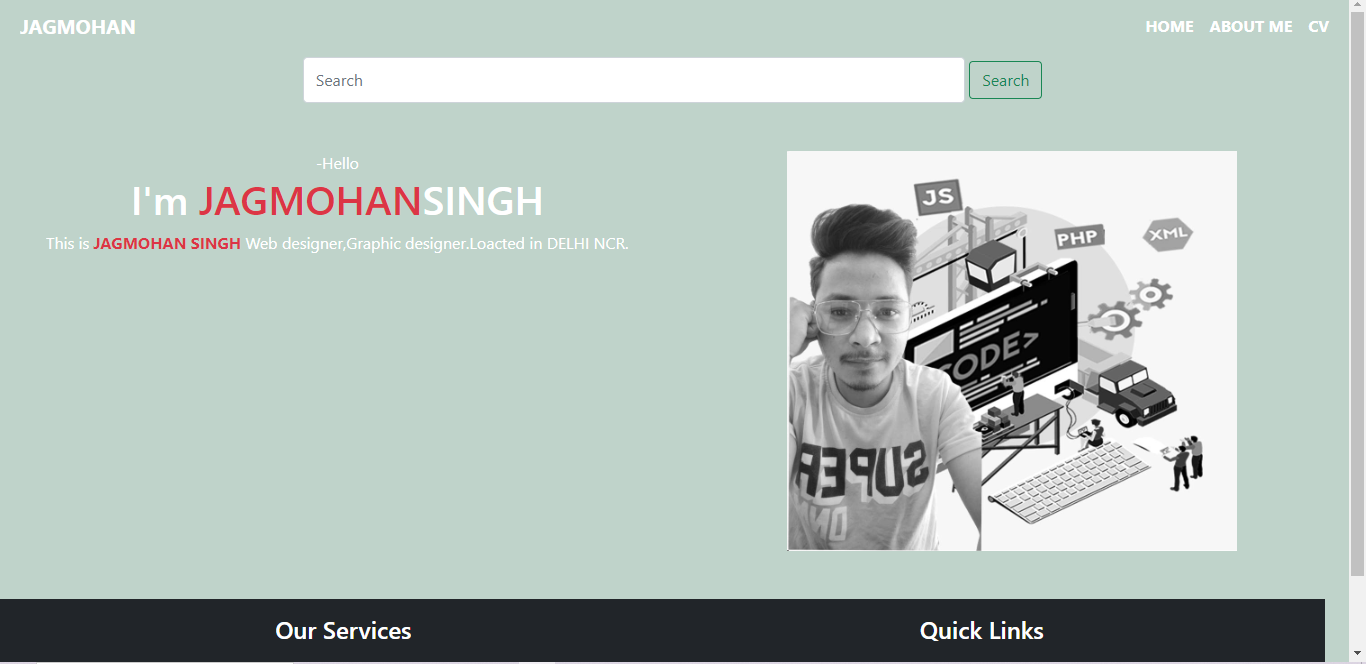 JAGMOHAN
HOME ABOUT ME CV
Search Search
-Hello
I'm JAGMOHANSINGH
This is JAGMOHAN SINGH Web designer,Graphic designer.Loacted in DELHI NCR.
JS
PHP
XML
CODE>
SUPER
Our Services
Quick Links